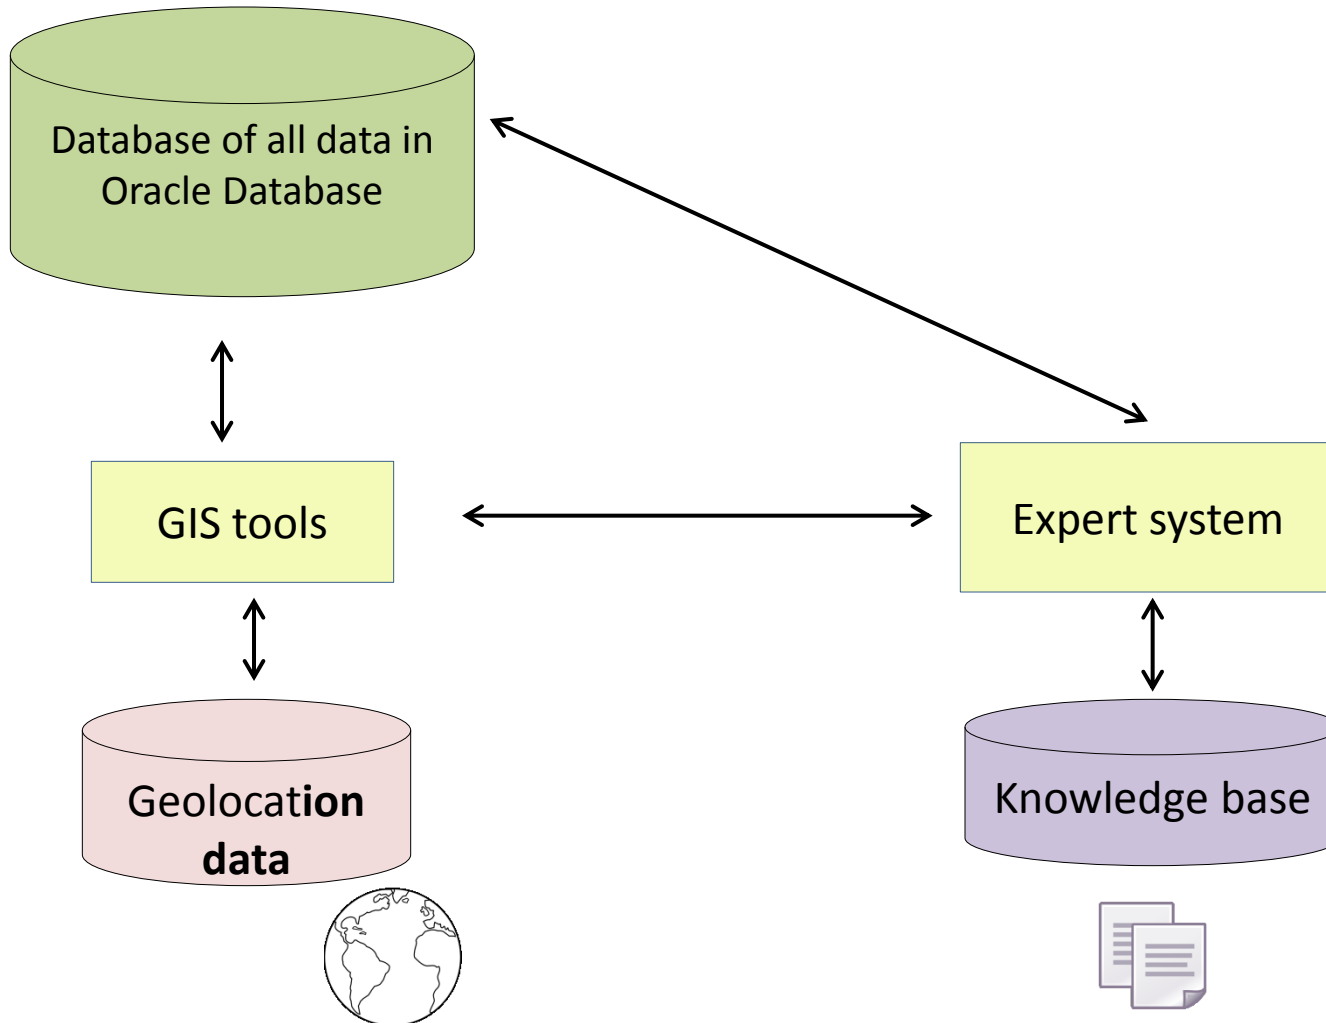 Database of all data in
Oracle Database
GIS tools
Expert system
Geolocation
data
Knowledge base